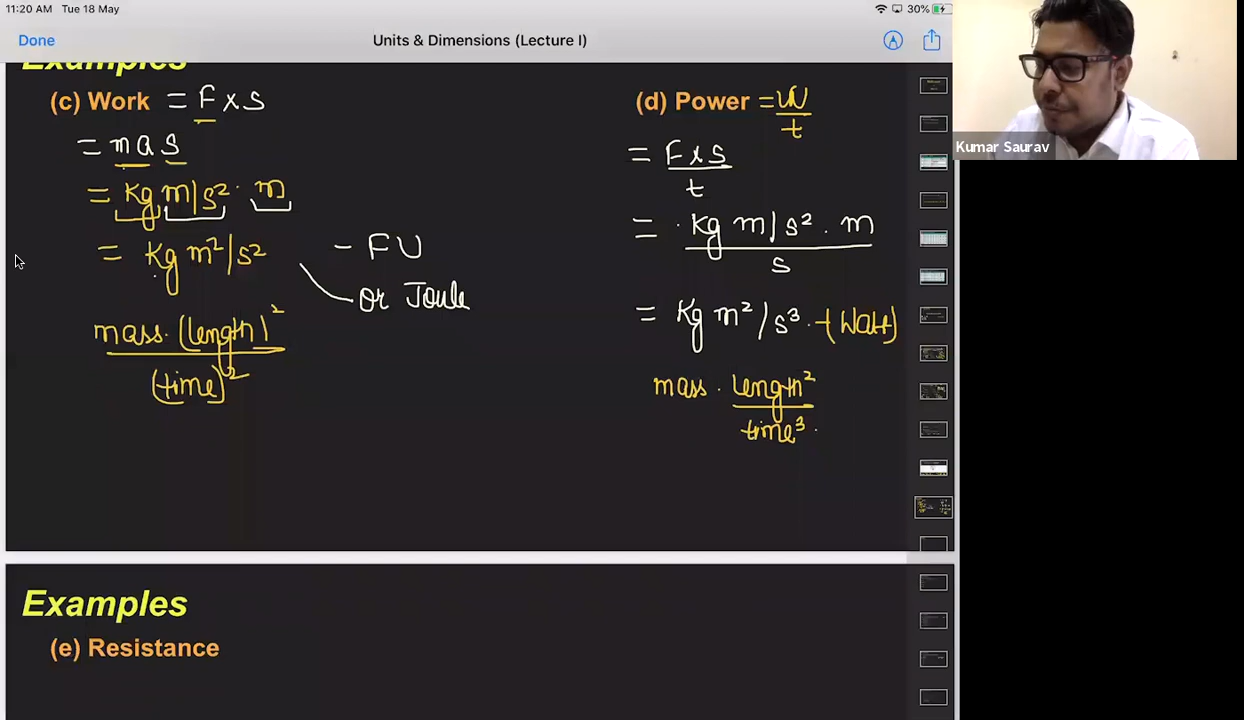 11:20 AM Tue 18 May
30%
Done
Units & Dimensions (Lecture I)
Kumar Saurav
Examples
(c) Work = F x S
= m a s
= Kg m/s² · m
= Kg m²/s²
- FU
or Joule
mass · (length)²
(time)²
(d) Power = W
t
= F x S
t
= Kg m/s² · m
s
= Kg m²/s³ - (Watt)
mass · length²
time³
Examples
(e) Resistance